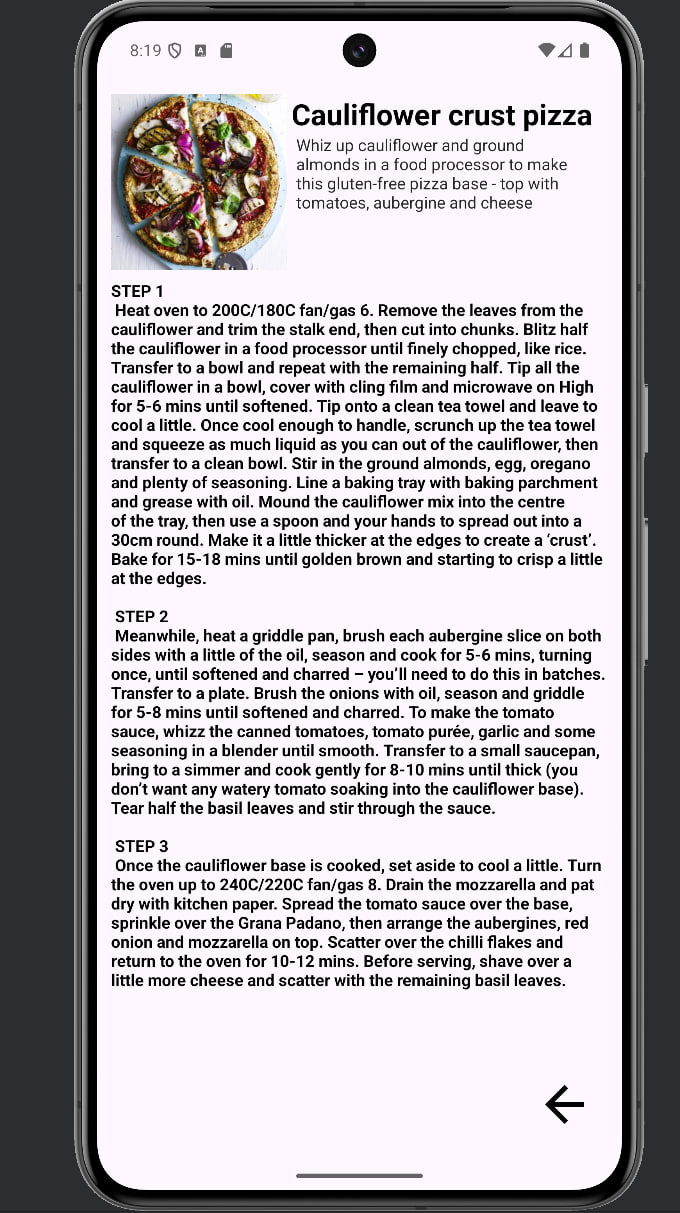 8:19
A
Cauliflower crust pizza
Whiz up cauliflower and ground
almonds in a food processor to make
this gluten-free pizza base - top with
tomatoes, aubergine and cheese
STEP 1
Heat oven to 200C/180C fan/gas 6. Remove the leaves from the
cauliflower and trim the stalk end, then cut into chunks. Blitz half
the cauliflower in a food processor until finely chopped, like rice.
Transfer to a bowl and repeat with the remaining half. Tip all the
cauliflower in a bowl, cover with cling film and microwave on High
for 5-6 mins until softened. Tip onto a clean tea towel and leave to
cool a little. Once cool enough to handle, scrunch up the tea towel
and squeeze as much liquid as you can out of the cauliflower, then
transfer to a clean bowl. Stir in the ground almonds, egg, oregano
and plenty of seasoning. Line a baking tray with baking parchment
and grease with oil. Mound the cauliflower mix into the centre
of the tray, then use a spoon and your hands to spread out into a
30cm round. Make it a little thicker at the edges to create a ‘crust’.
Bake for 15-18 mins until golden brown and starting to crisp a little
at the edges.
STEP 2
Meanwhile, heat a griddle pan, brush each aubergine slice on both
sides with a little of the oil, season and cook for 5-6 mins, turning
once, until softened and charred – you’ll need to do this in batches.
Transfer to a plate. Brush the onions with oil, season and griddle
for 5-8 mins until softened and charred. To make the tomato
sauce, whizz the canned tomatoes, tomato purée, garlic and some
seasoning in a blender until smooth. Transfer to a small saucepan,
bring to a simmer and cook gently for 8-10 mins until thick (you
don’t want any watery tomato soaking into the cauliflower base).
Tear half the basil leaves and stir through the sauce.
STEP 3
Once the cauliflower base is cooked, set aside to cool a little. Turn
the oven up to 240C/220C fan/gas 8. Drain the mozzarella and pat
dry with kitchen paper. Spread the tomato sauce over the base,
sprinkle over the Grana Padano, then arrange the aubergines, red
onion and mozzarella on top. Scatter over the chilli flakes and
return to the oven for 10-12 mins. Before serving, shave over a
little more cheese and scatter with the remaining basil leaves.